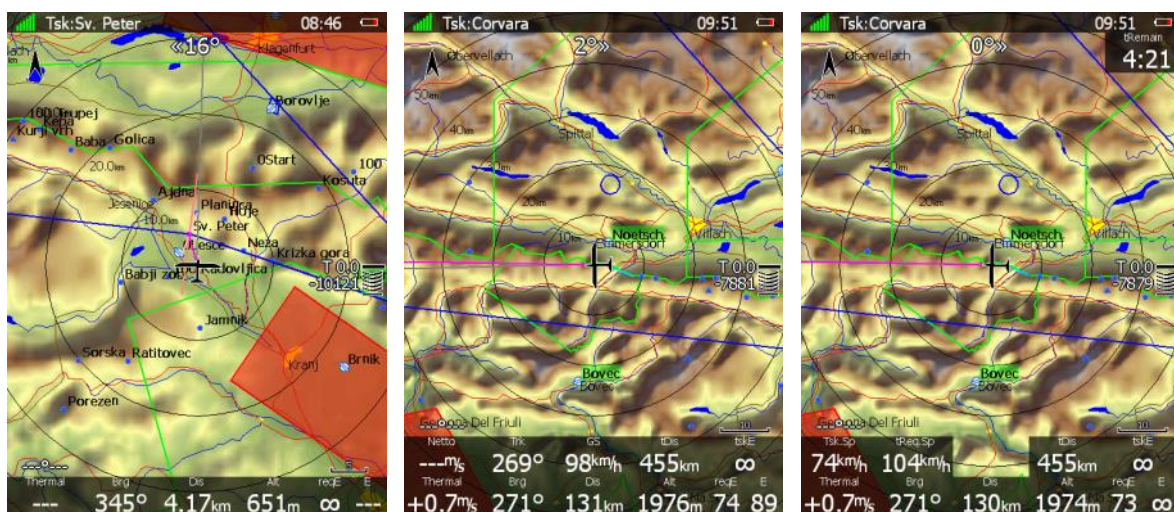 Tsk:Sv. Peter 08:46
«16°
Klagenfurt
Borovlje
Trupej
Kepa
Kurji vrh
Baba
Golica
0Start
20.0km
100
Kosuta
Ajdna
Jesenice
Planica
10.0km
Sv. Peter
Lesce
Neza
Krizka gora
T 0.0
-10121
Babji zob
Radovljica
Jamnik
Sorska
Ratitovec
Kranj
Brnik
Porezen
Thermal Brg Dis Alt reqE E
--- 345° 4.17km 651m ∞ ---
Tsk:Corvara 09:51
2°»
Obervellach
50km
40km
Spittal
30km
20km
10km
Noetsch
Emmersdorf
Villach
T 0.0
-7881
Bovec
Bovec
Gemona Del Friuli
10
Netto Trk GS tDis tskE
---m/s 269° 98km/h 455km ∞
Thermal Brg Dis Alt reqE E
+0.7m/s 271° 131km 1976m 74 89
Tsk:Corvara 09:51
0°»
tRemain
4:21
Obervellach
50km
40km
Spittal
30km
20km
10km
Noetsch
Emmersdorf
Villach
T 0.0
-7879
Bovec
Bovec
Gemona Del Friuli
10
Tsk.Sp tReq.Sp tDis tskE
74km/h 104km/h 455km ∞
Thermal Brg Dis Alt reqE E
+0.7m/s 271° 130km 1974m 73 ∞